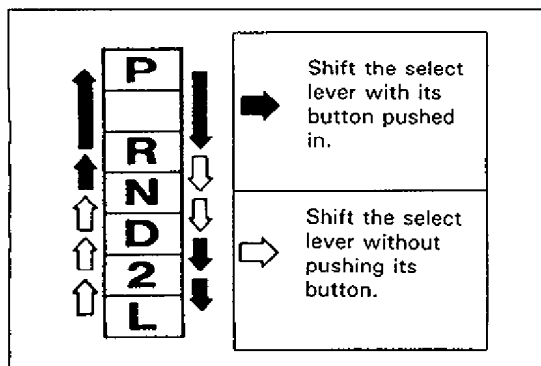 P
R
N
D
2
L
Shift the select
lever with its
button pushed
in.
Shift the select
lever without
pushing its
button.